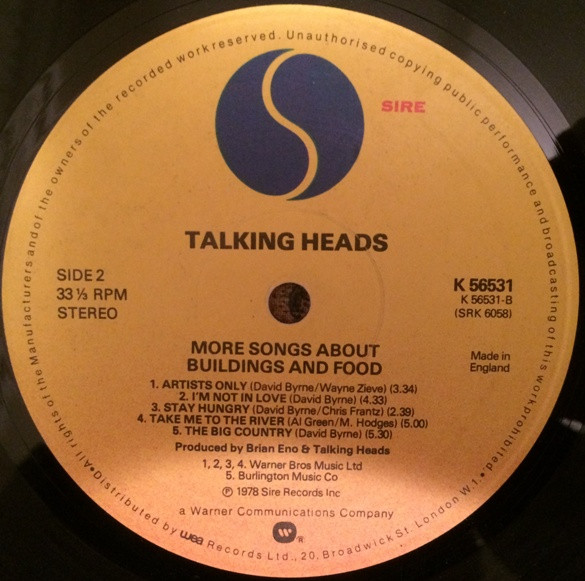 SIRE
TALKING HEADS
SIDE 2
33⅓ RPM
STEREO
K 56531
K 56531-B
(SRK 6058)
Made in
England
MORE SONGS ABOUT
BUILDINGS AND FOOD
1. ARTISTS ONLY (David Byrne/Wayne Zieve) (3.34)
2. I'M NOT IN LOVE (David Byrne) (4.33)
3. STAY HUNGRY (David Byrne/Chris Frantz) (2.39)
4. TAKE ME TO THE RIVER (Al Green/M. Hodges) (5.00)
5. THE BIG COUNTRY (David Byrne) (5.30)
Produced by Brian Eno & Talking Heads
1, 2, 3, 4. Warner Bros Music Ltd
5. Burlington Music Co
Ⓟ 1978 Sire Records Inc
a Warner Communications Company
W®
•All rights of the Manufacturers and of the owners of the recorded work reserved. Unauthorised copying public performance and broadcasting of this work prohibited•
Distributed by wea Records Ltd., 20. Broadwick St. London W1.